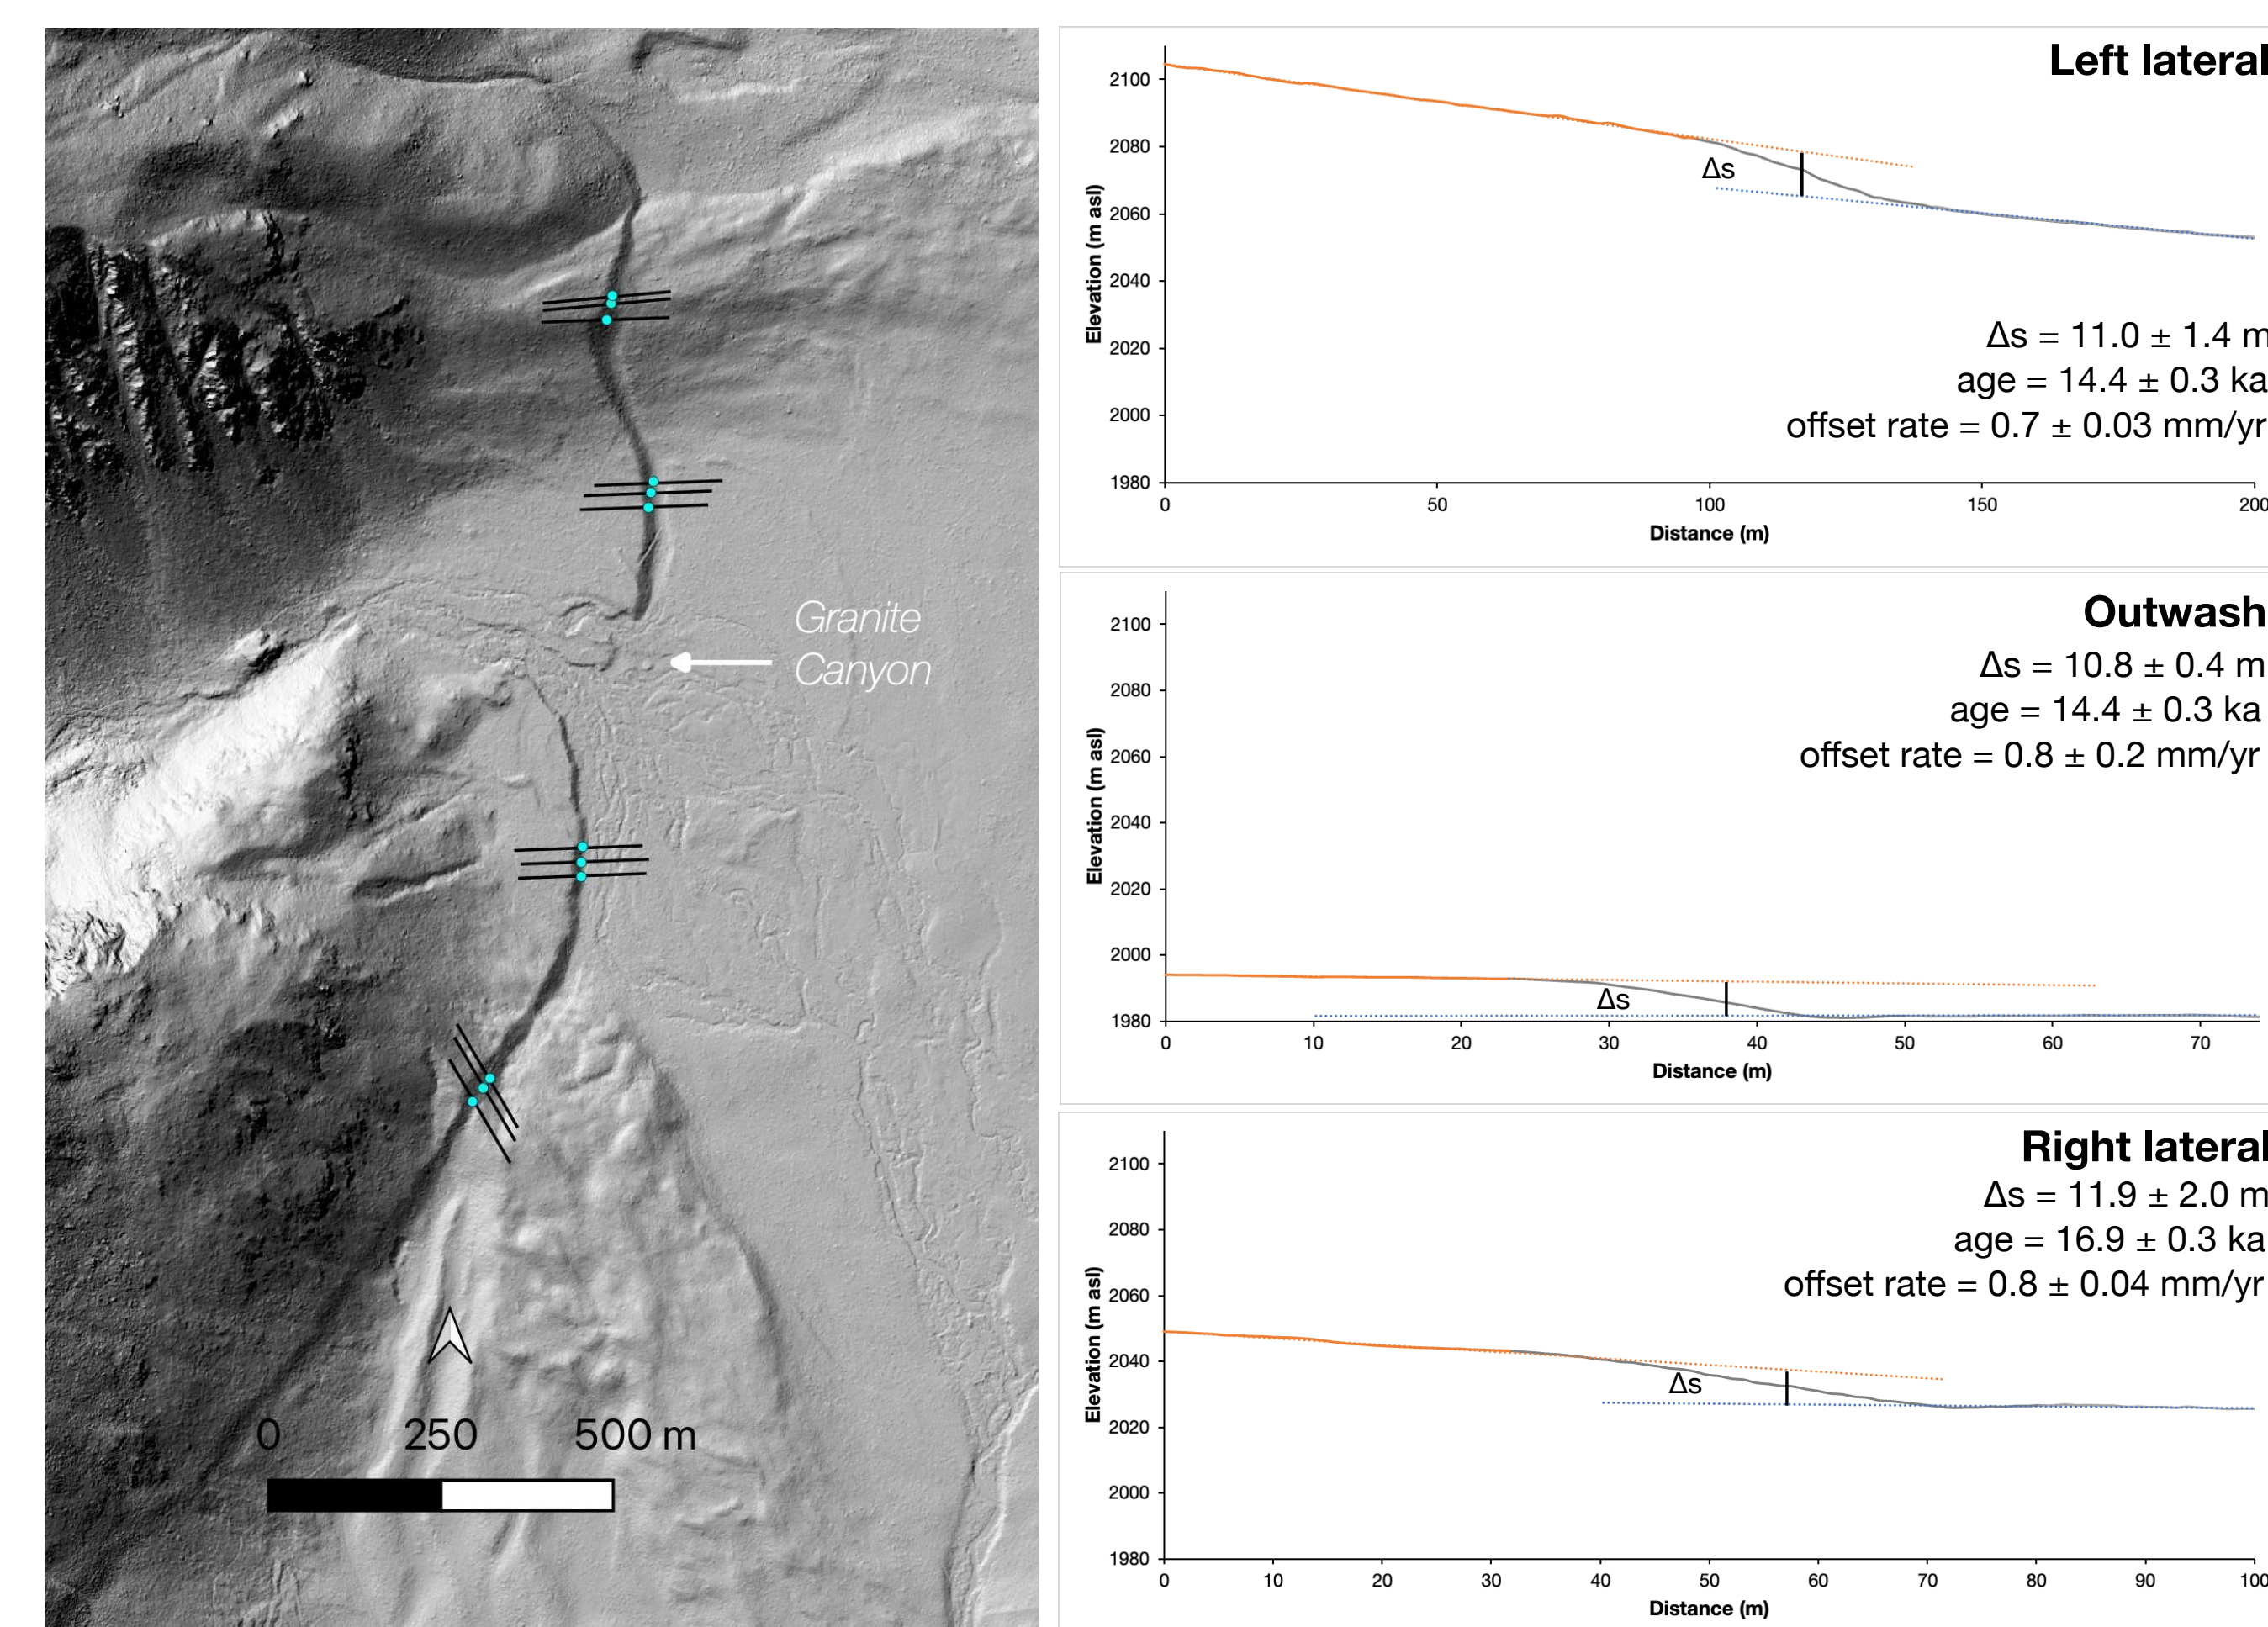 Granite
Canyon
0 250 500 m
Left lateral
2100
2080
2060
2040
2020
2000
1980
Elevation (m asl)
Δs
Δs = 11.0 ± 1.4 m
age = 14.4 ± 0.3 ka
offset rate = 0.7 ± 0.03 mm/yr
0 50 100 150 200
Distance (m)
Outwash
Δs = 10.8 ± 0.4 m
age = 14.4 ± 0.3 ka
offset rate = 0.8 ± 0.2 mm/yr
2100
2080
2060
2040
2020
2000
1980
Elevation (m asl)
Δs
0 10 20 30 40 50 60 70
Distance (m)
Right lateral
Δs = 11.9 ± 2.0 m
age = 16.9 ± 0.3 ka
offset rate = 0.8 ± 0.04 mm/yr
2100
2080
2060
2040
2020
2000
1980
Elevation (m asl)
Δs
0 10 20 30 40 50 60 70 80 90 100
Distance (m)